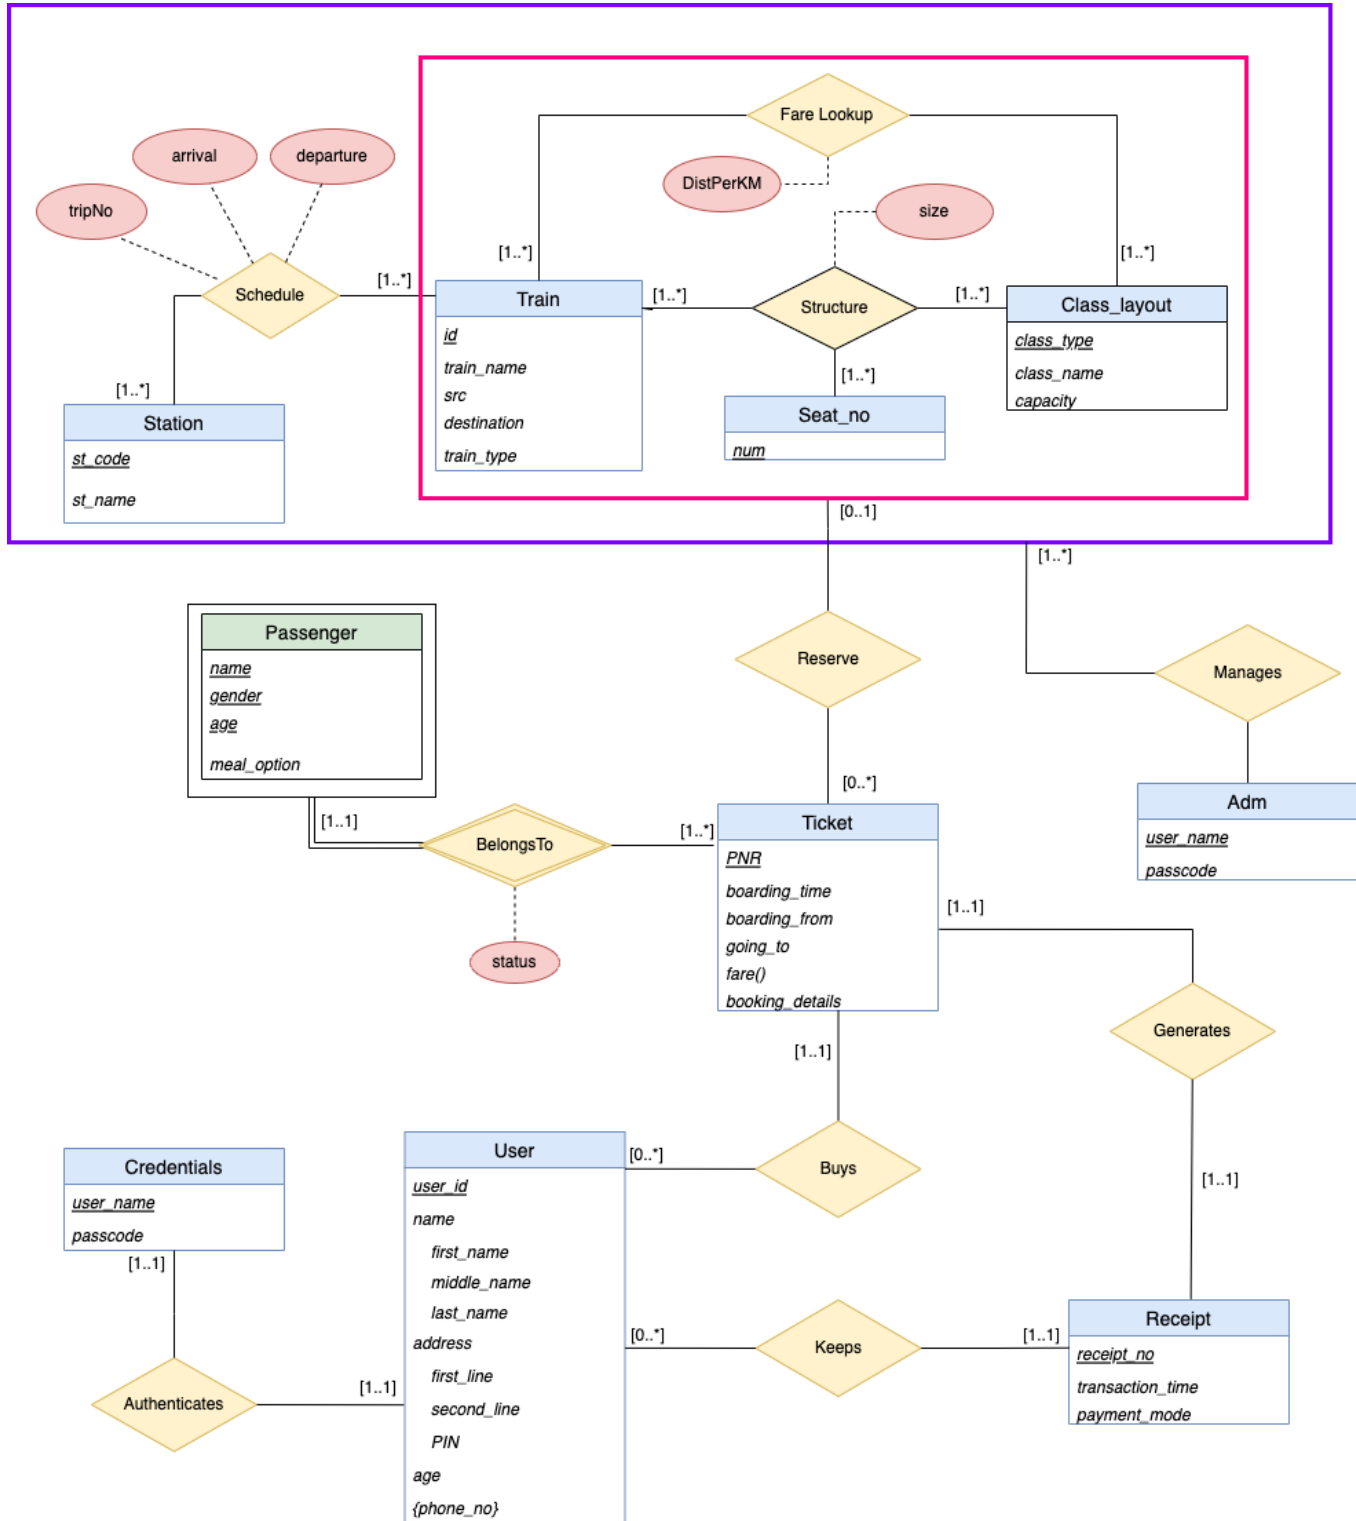 Fare Lookup
arrival
departure
DistPerKM
tripNo
size
[1..*]
[1..*]
[1..*]
Schedule
[1..*]
[1..*]
Structure
Train
id
train_name
src
destination
train_type
Class_layout
class_type
class_name
capacity
[1..*]
[1..*]
Station
st_code
st_name
Seat_no
num
[0..1]
[1..*]
Passenger
name
gender
age
meal_option
Reserve
Manages
[0..*]
[1..1]
[1..*]
BelongsTo
status
Ticket
PNR
boarding_time
boarding_from
going_to
fare()
booking_details
Adm
user_name
passcode
[1..1]
Generates
[1..1]
[1..1]
Buys
[0..*]
Credentials
user_name
passcode
[1..1]
Authenticates
[1..1]
User
user_id
name
first_name
middle_name
last_name
address
first_line
second_line
PIN
age
{phone_no}
[0..*]
Keeps
[1..1]
Receipt
receipt_no
transaction_time
payment_mode